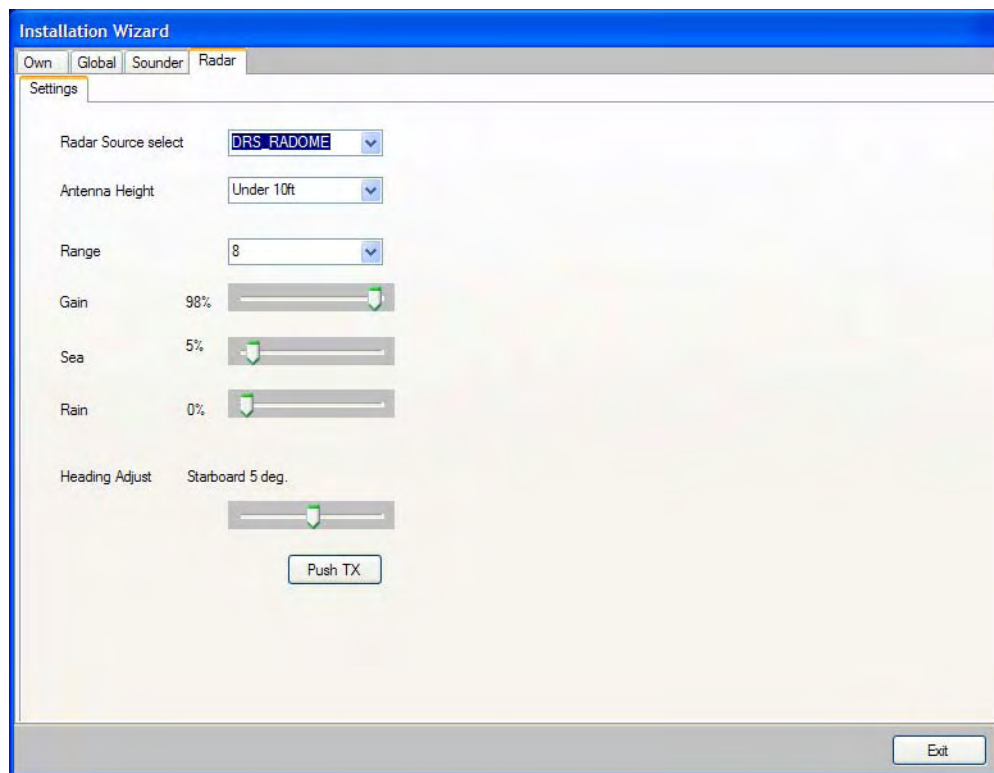 Installation Wizard
Own Global Sounder Radar
Settings
Radar Source select DRS_RADOME
Antenna Height Under 10ft
Range 8
Gain 98%
Sea 5%
Rain 0%
Heading Adjust Starboard 5 deg.
Push TX
Exit